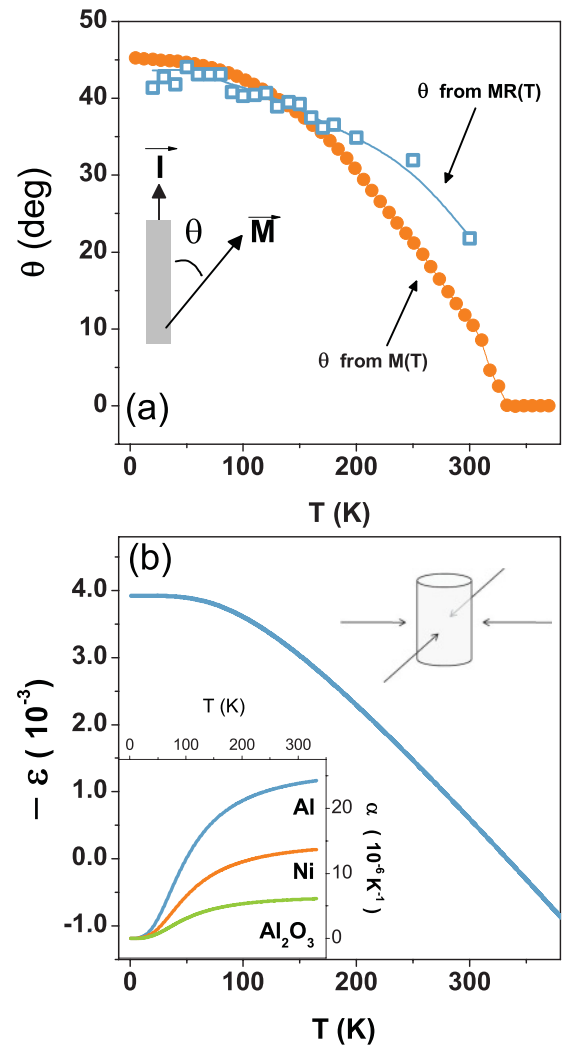 50
40
30
20
10
0
θ (deg)
θ from MR(T)
I
θ
M
θ from M(T)
(a)
0 100 200 300
T (K)
(b)
4.0
3.0
2.0
1.0
0.0
-1.0
− ε ( 10⁻³)
T (K)
0 100 200 300
Al
Ni
Al₂O₃
20
10
0
α ( 10⁻⁶K⁻¹)
0 100 200 300
T (K)